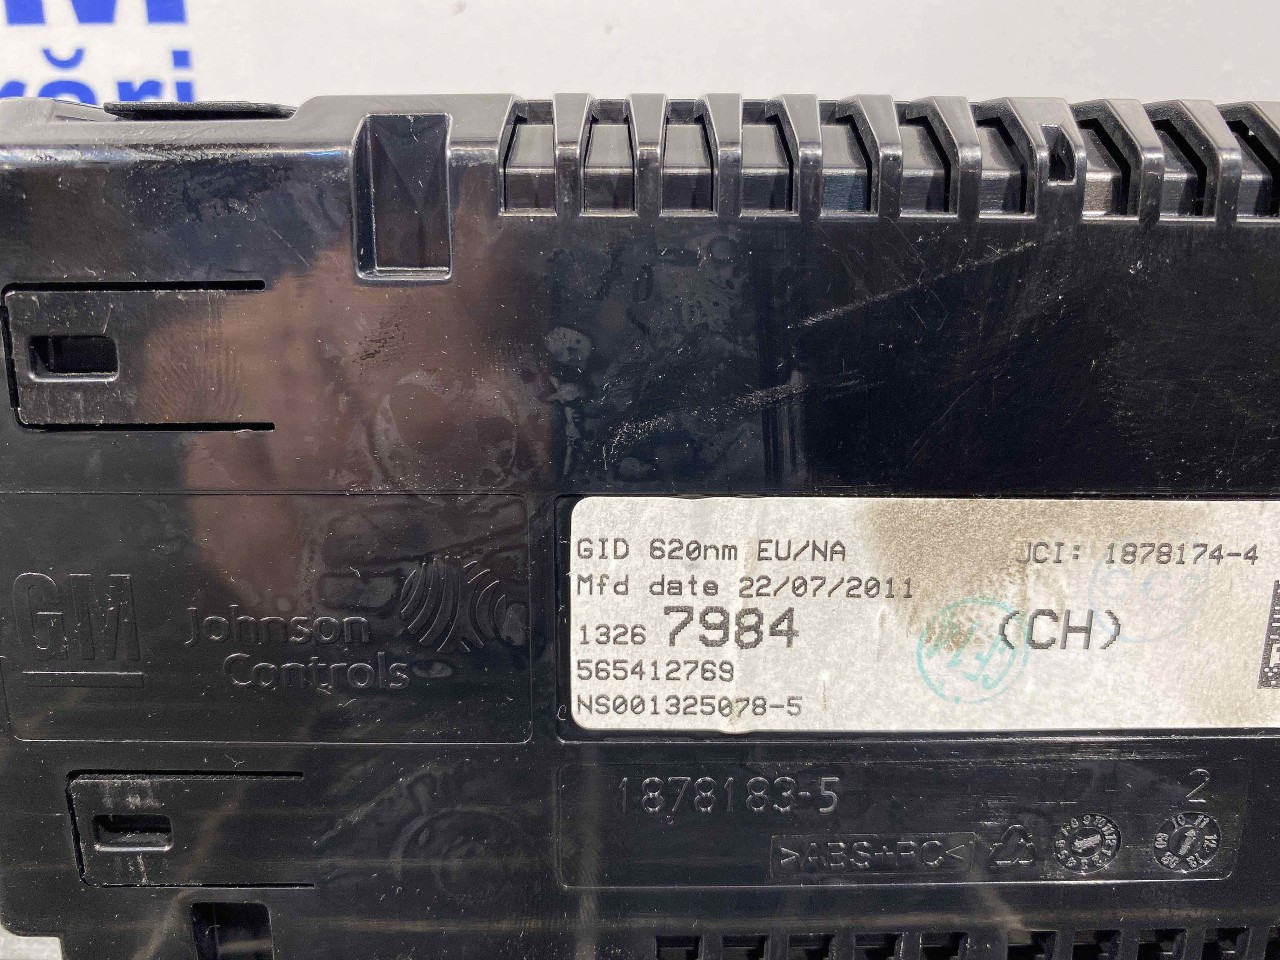 M
ări
GID 620nm EU/NA
JCI: 1878174-4
Mfd date 22/07/2011
1326 7984 (CH)
565412769
NS001325078-5
GM
Johnson
Controls
1878183-5
2
>ABS+PC<